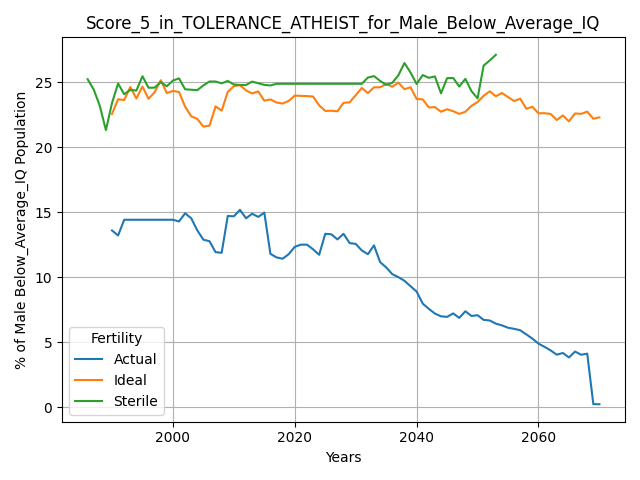 Score_5_in_TOLERANCE_ATHEIST_for_Male_Below_Average_IQ
% of Male Below_Average_IQ Population
25
20
15
10
5
0
Fertility
Actual
Ideal
Sterile
2000
2020
2040
2060
Years